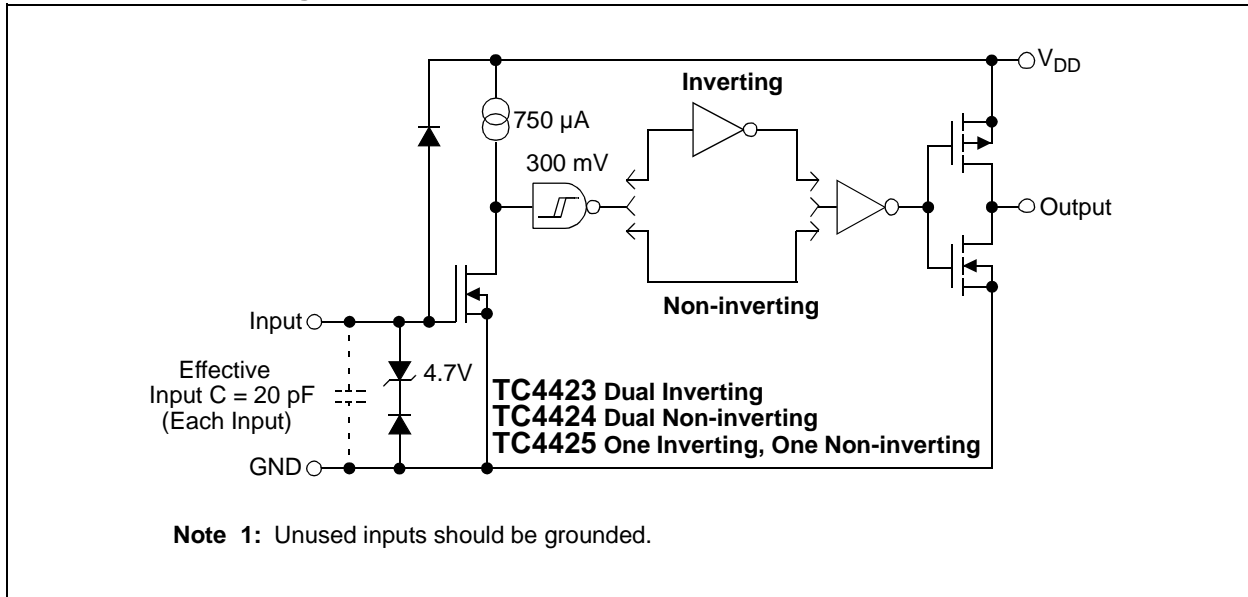 V_DD
Inverting
750 µA
300 mV
Output
Non-inverting
Input
Effective
Input C = 20 pF
(Each Input)
4.7V
TC4423 Dual Inverting
TC4424 Dual Non-inverting
TC4425 One Inverting, One Non-inverting
GND
Note 1: Unused inputs should be grounded.